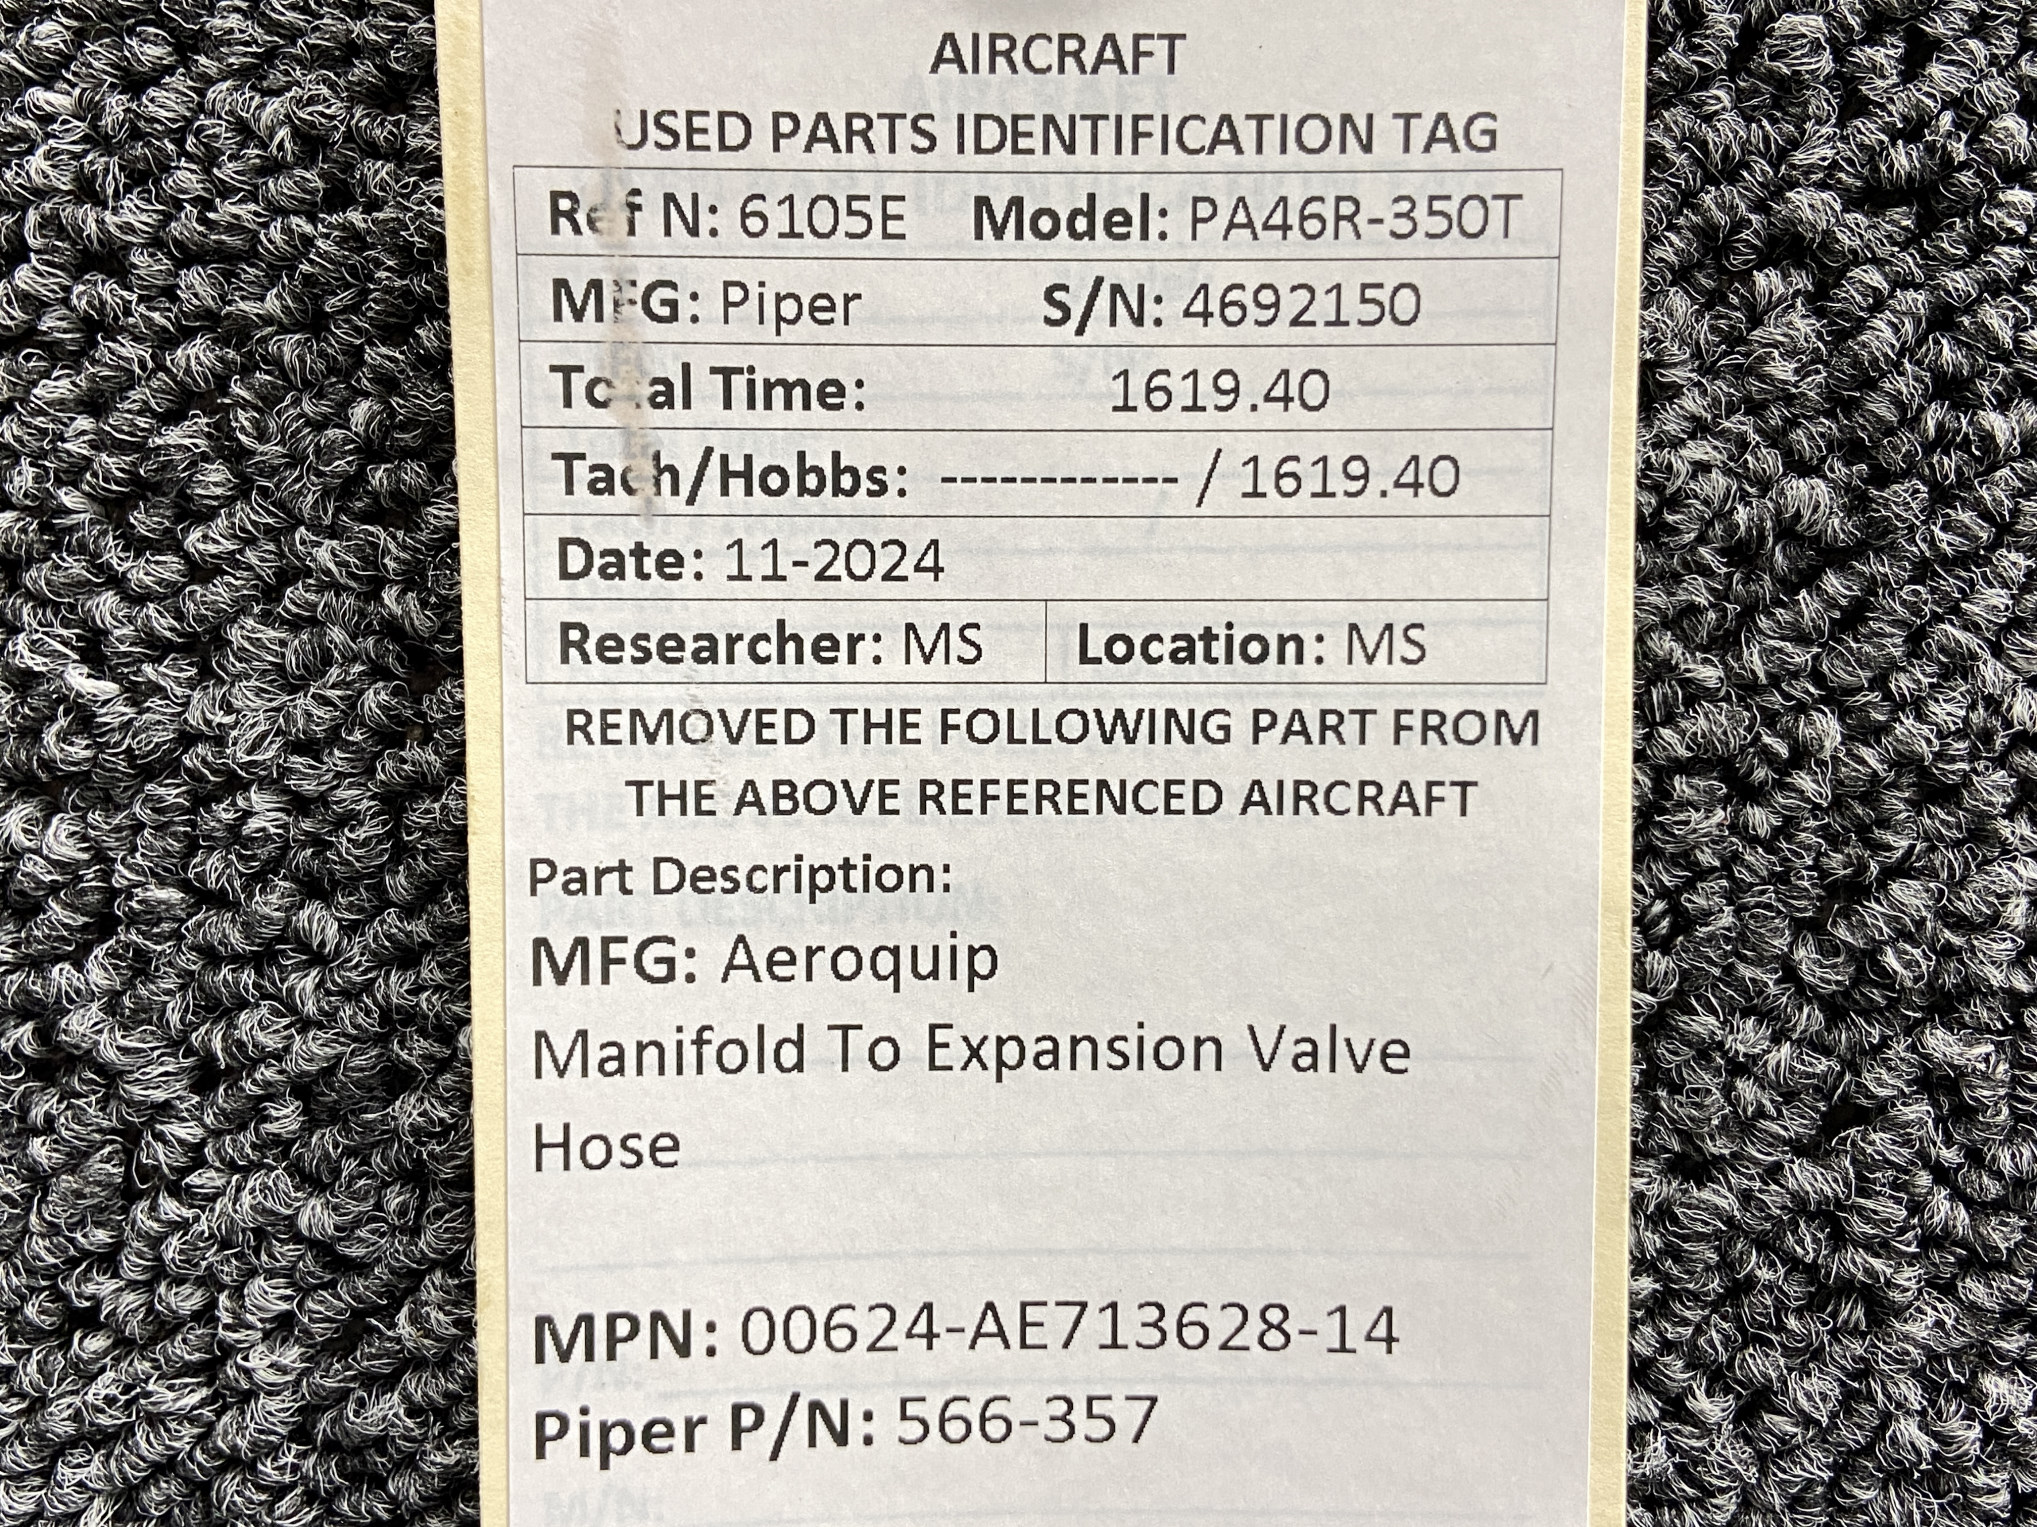 AIRCRAFT
USED PARTS IDENTIFICATION TAG
Ref N: 6105E Model: PA46R-350T
MFG: Piper S/N: 4692150
Total Time: 1619.40
Tach/Hobbs: ------------ / 1619.40
Date: 11-2024
Researcher: MS Location: MS
REMOVED THE FOLLOWING PART FROM
THE ABOVE REFERENCED AIRCRAFT
Part Description:
MFG: Aeroquip
Manifold To Expansion Valve
Hose
MPN: 00624-AE713628-14
Piper P/N: 566-357